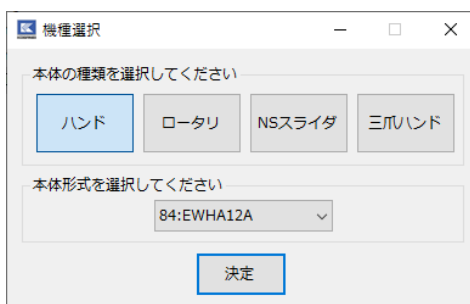 機種選択
本体の種類を選択してください
ハンド ロータリ NSスライダ 三爪ハンド
本体形式を選択してください
84:EWHA12A
決定